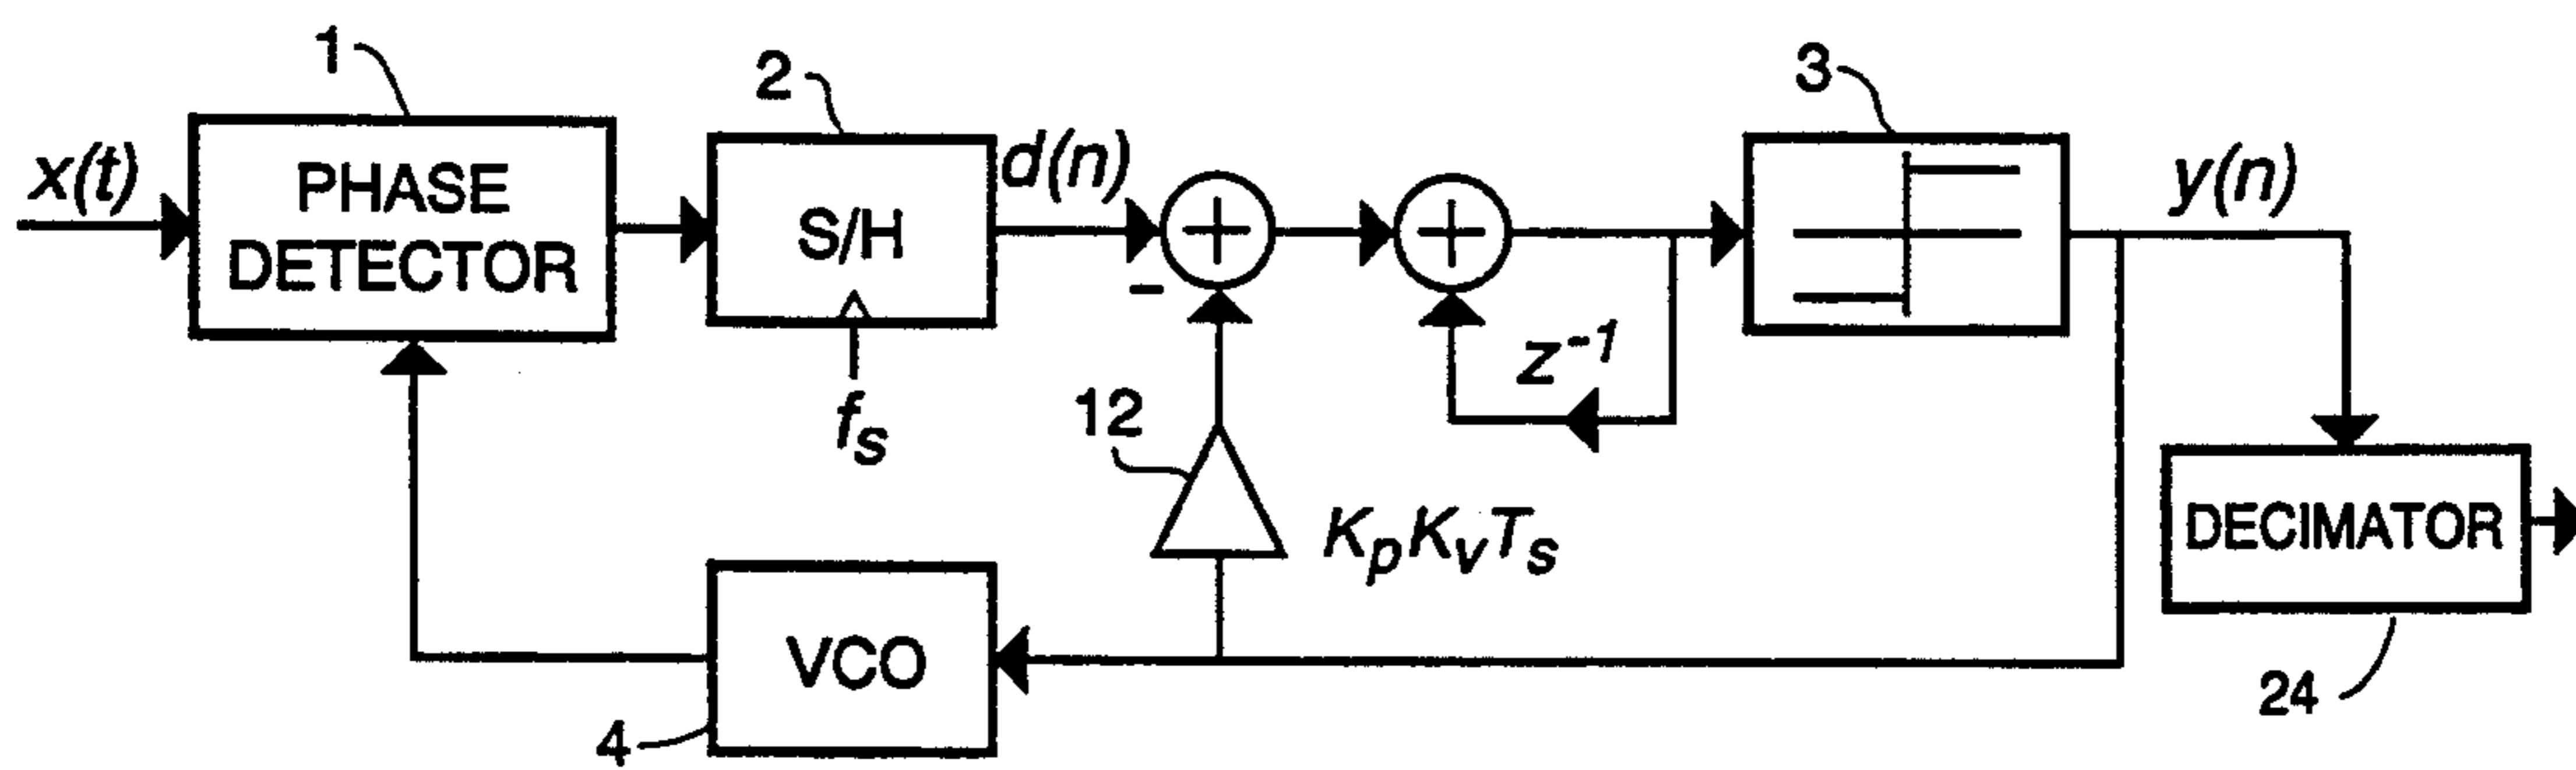 1
2
3
x(t)
PHASE
DETECTOR
S/H
d(n)
+
+
y(n)
-
f_s
z^{-1}
12
K_pK_vT_s
DECIMATOR
VCO
4
24